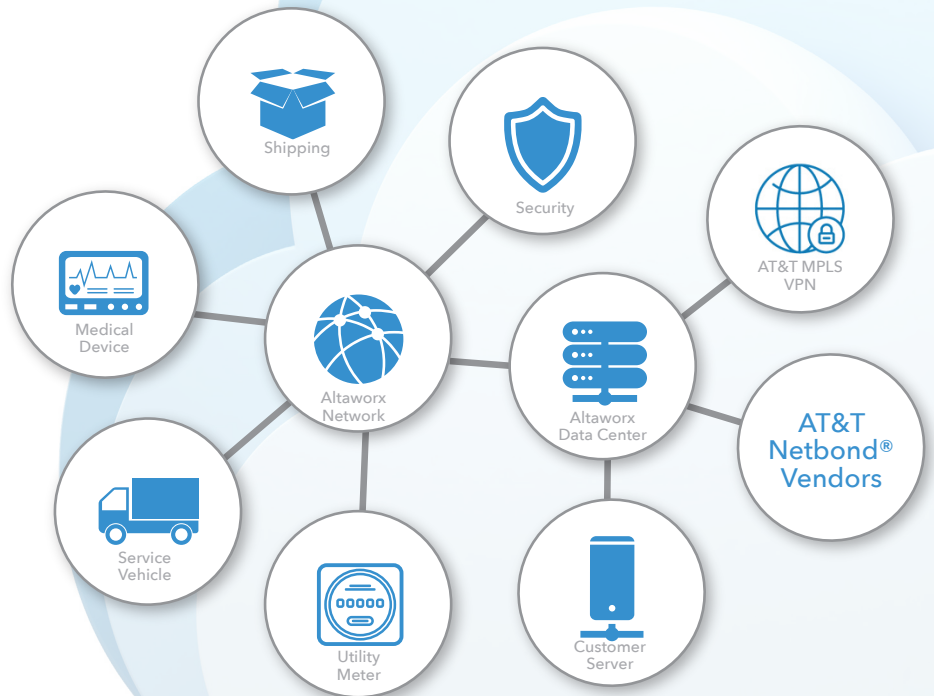 Shipping
Security
AT&T MPLS
VPN
Medical
Device
Altaworx
Network
Altaworx
Data Center
AT&T
Netbond®
Vendors
Service
Vehicle
Utility
Meter
Customer
Server